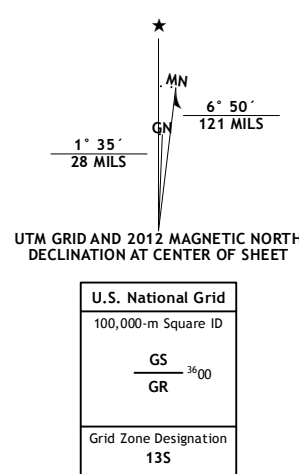 ★
MN
GN
6° 50´
121 MILS
1° 35´
28 MILS
UTM GRID AND 2012 MAGNETIC NORTH
DECLINATION AT CENTER OF SHEET
U.S. National Grid
100,000-m Square ID
GS
3600
GR
Grid Zone Designation
13S